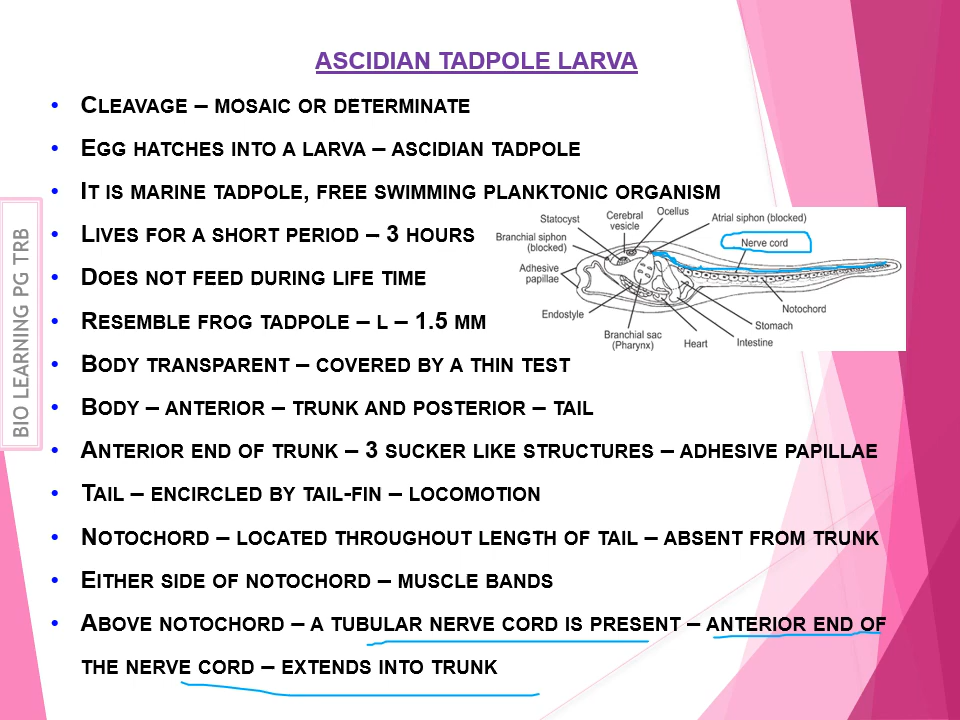 ASCIDIAN TADPOLE LARVA
• CLEAVAGE – MOSAIC OR DETERMINATE
• EGG HATCHES INTO A LARVA – ASCIDIAN TADPOLE
• IT IS MARINE TADPOLE, FREE SWIMMING PLANKTONIC ORGANISM
• LIVES FOR A SHORT PERIOD – 3 HOURS
• DOES NOT FEED DURING LIFE TIME
• RESEMBLE FROG TADPOLE – L – 1.5 MM
• BODY TRANSPARENT – COVERED BY A THIN TEST
• BODY – ANTERIOR – TRUNK AND POSTERIOR – TAIL
• ANTERIOR END OF TRUNK – 3 SUCKER LIKE STRUCTURES – ADHESIVE PAPILLAE
• TAIL – ENCIRCLED BY TAIL-FIN – LOCOMOTION
• NOTOCHORD – LOCATED THROUGHOUT LENGTH OF TAIL – ABSENT FROM TRUNK
• EITHER SIDE OF NOTOCHORD – MUSCLE BANDS
• ABOVE NOTOCHORD – A TUBULAR NERVE CORD IS PRESENT – ANTERIOR END OF
THE NERVE CORD – EXTENDS INTO TRUNK
Statocyst
Cerebral
vesicle
Ocellus
Atrial siphon (blocked)
Branchial siphon
(blocked)
Nerve cord
Adhesive
papillae
Endostyle
Branchial sac
(Pharynx)
Heart
Intestine
Stomach
Notochord
BIO LEARNING PG TRB